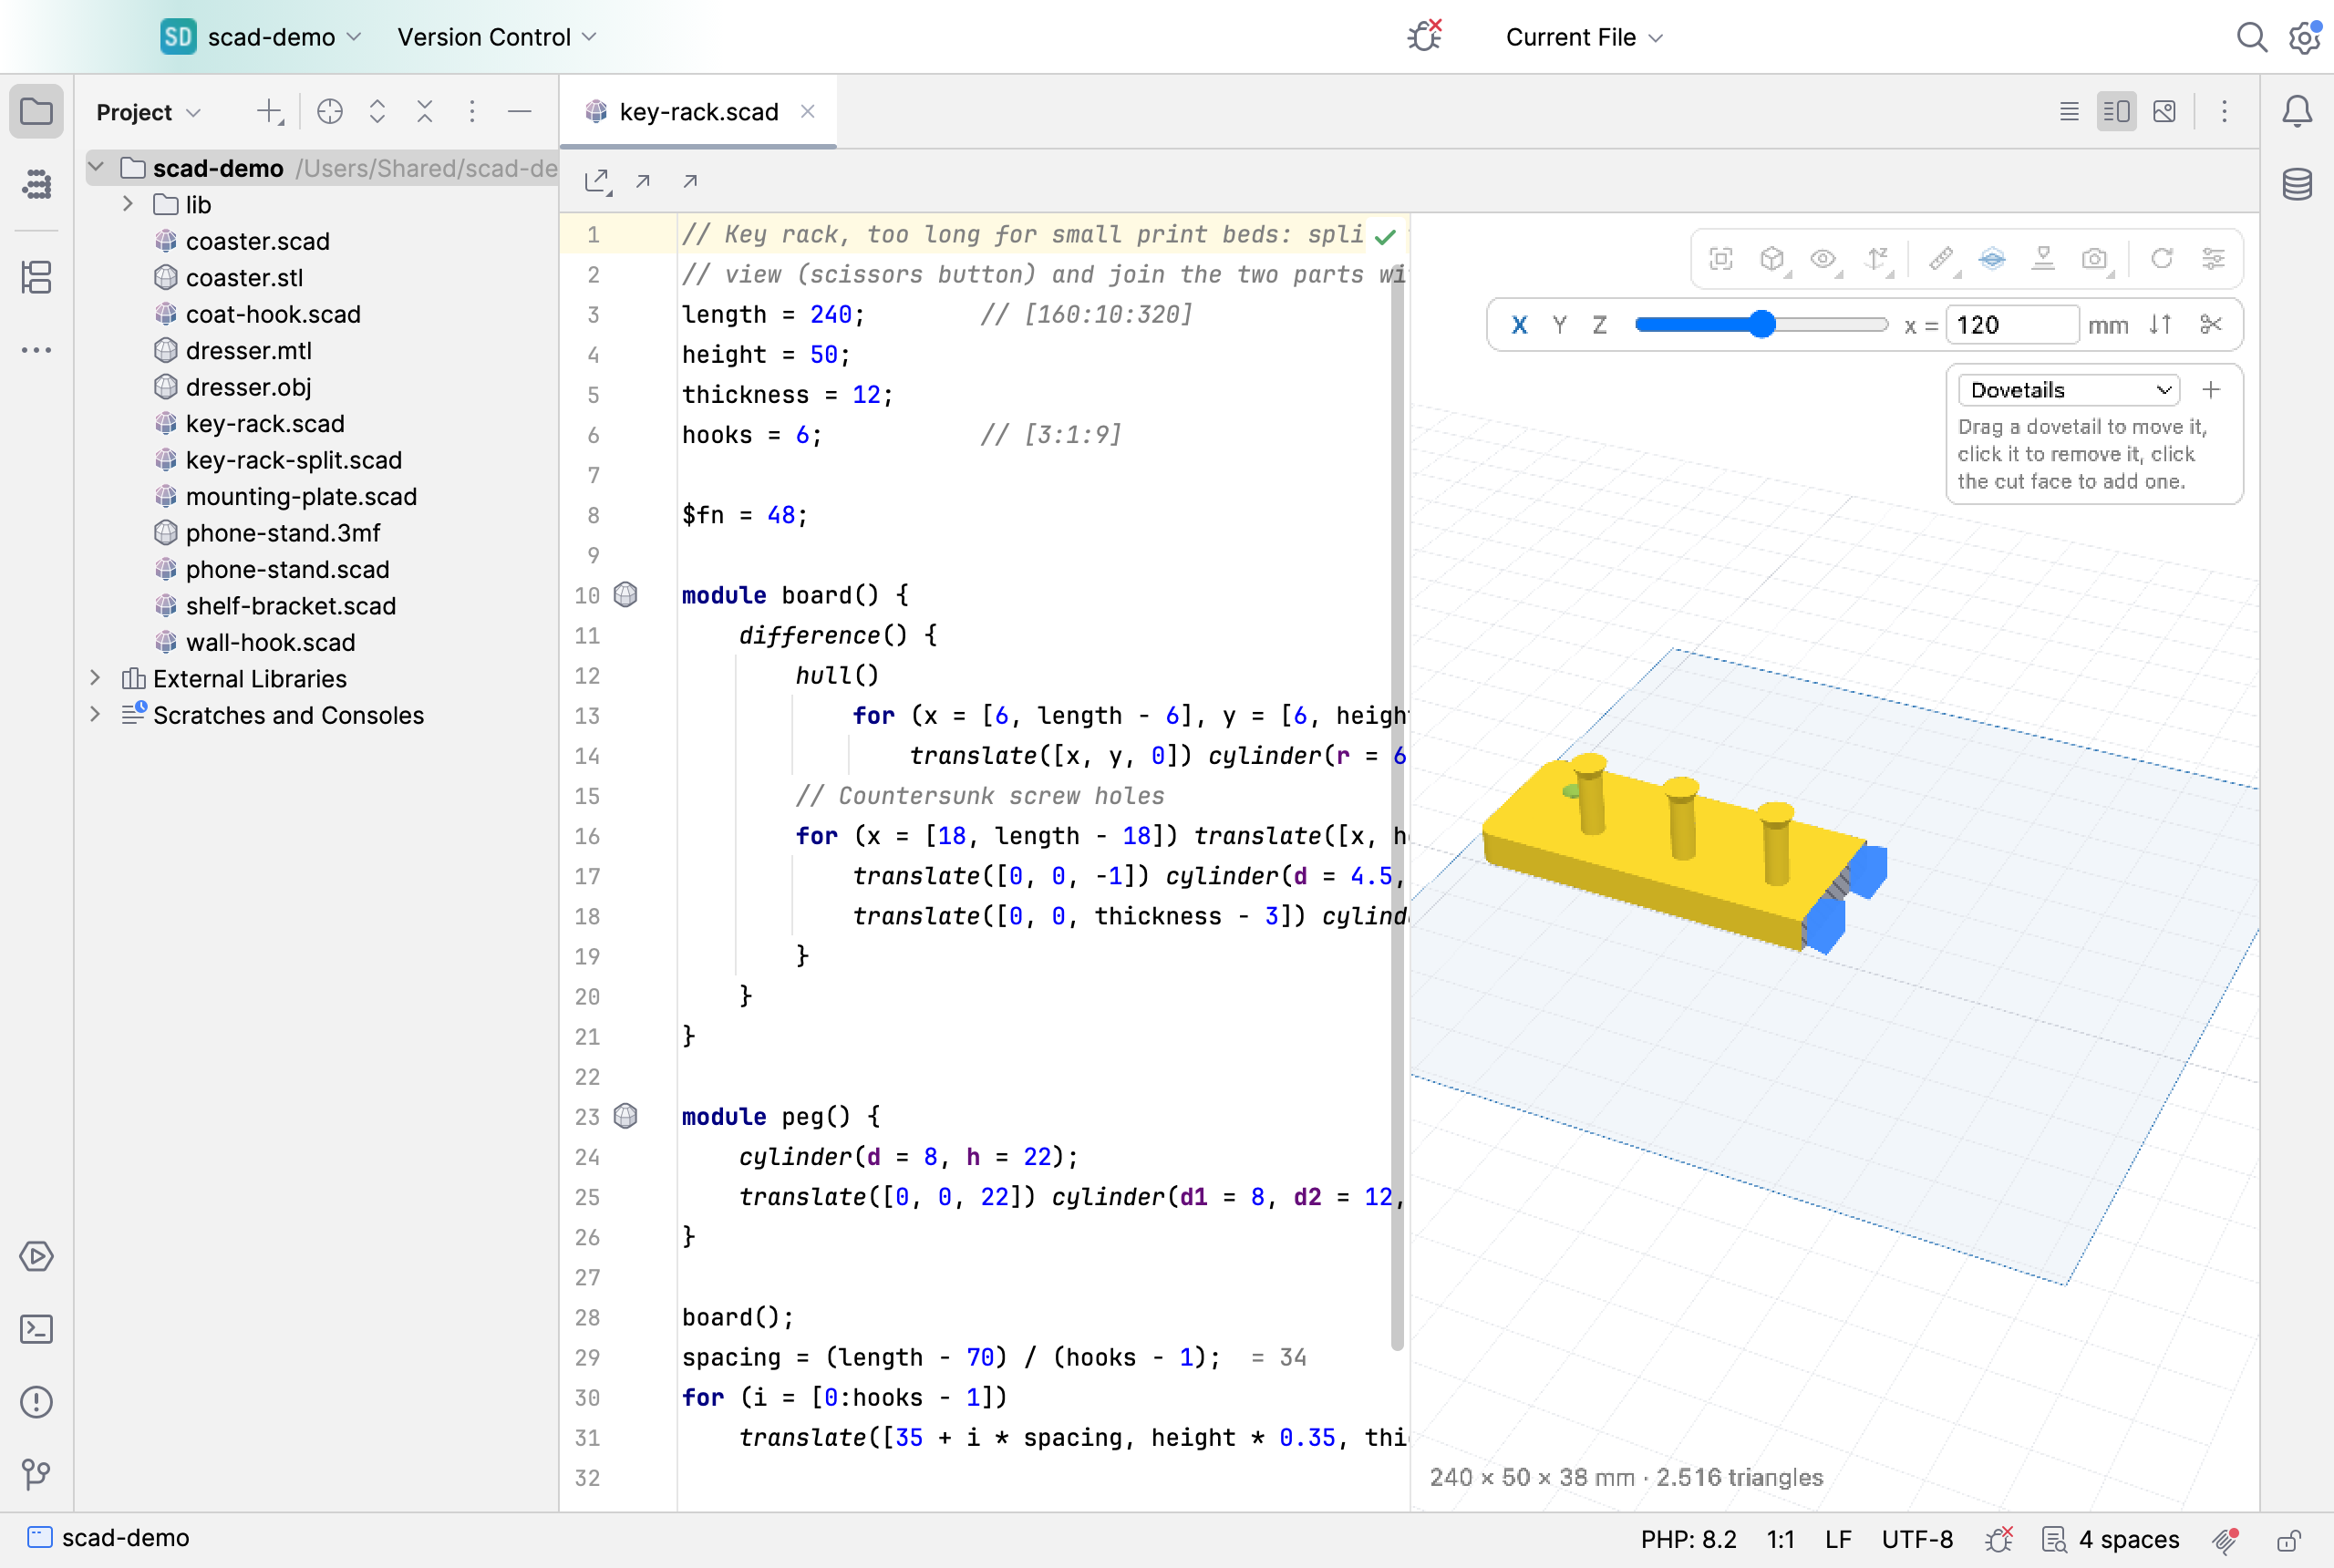 SD scad-demo Version Control Current File
Project
key-rack.scad
scad-demo /Users/Shared/scad-de
lib
coaster.scad
coaster.stl
coat-hook.scad
dresser.mtl
dresser.obj
key-rack.scad
key-rack-split.scad
mounting-plate.scad
phone-stand.3mf
phone-stand.scad
shelf-bracket.scad
wall-hook.scad
External Libraries
Scratches and Consoles
1 // Key rack, too long for small print beds: spli
2 // view (scissors button) and join the two parts wi
3 length = 240; // [160:10:320]
4 height = 50;
5 thickness = 12;
6 hooks = 6; // [3:1:9]
7
8 $fn = 48;
9
10 module board() {
11 difference() {
12 hull()
13 for (x = [6, length - 6], y = [6, heigh
14 translate([x, y, 0]) cylinder(r = 6
15 // Countersunk screw holes
16 for (x = [18, length - 18]) translate([x, h
17 translate([0, 0, -1]) cylinder(d = 4.5,
18 translate([0, 0, thickness - 3]) cylind
19 }
20 }
21 }
22
23 module peg() {
24 cylinder(d = 8, h = 22);
25 translate([0, 0, 22]) cylinder(d1 = 8, d2 = 12,
26 }
27
28 board();
29 spacing = (length - 70) / (hooks - 1); = 34
30 for (i = [0:hooks - 1])
31 translate([35 + i * spacing, height * 0.35, thi
32
X Y Z x = 120 mm
Dovetails
Drag a dovetail to move it,
click it to remove it, click
the cut face to add one.
240 × 50 × 38 mm · 2.516 triangles
scad-demo
PHP: 8.2 1:1 LF UTF-8 4 spaces